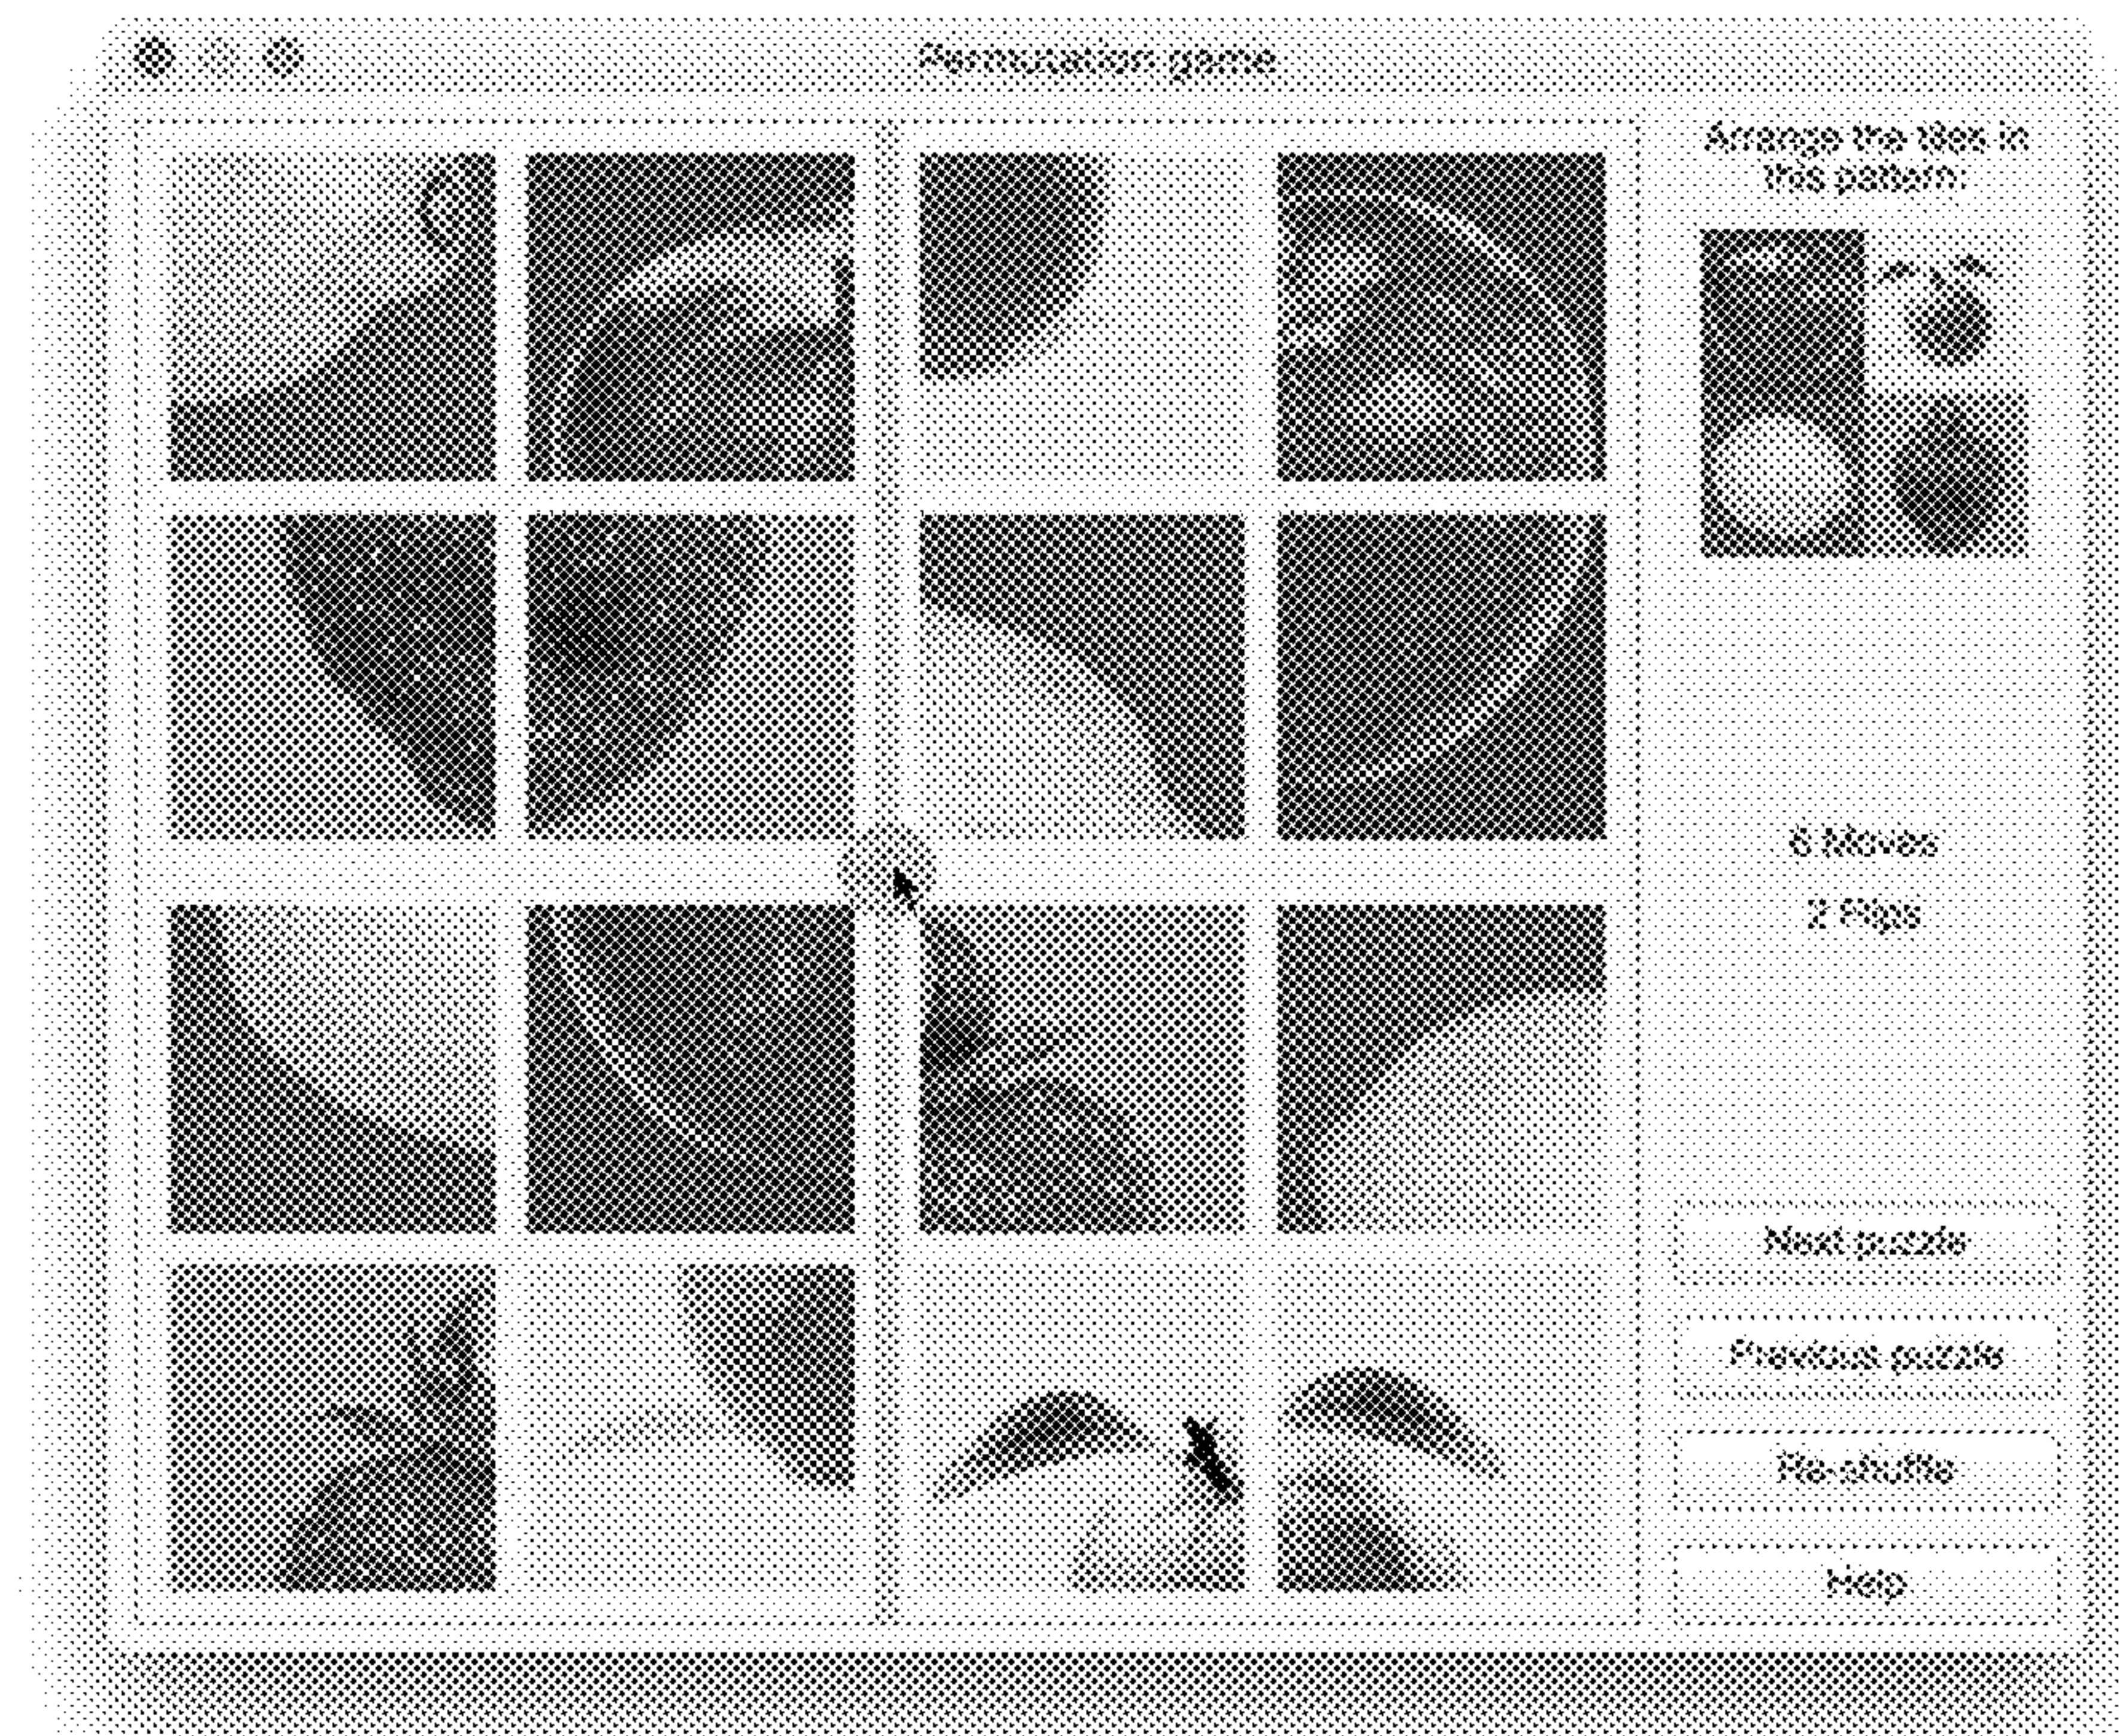 Permutation game
Arrange the tiles in
this pattern:
6 Moves
2 Flips
Next puzzle
Previous puzzle
Re-shuffle
Help